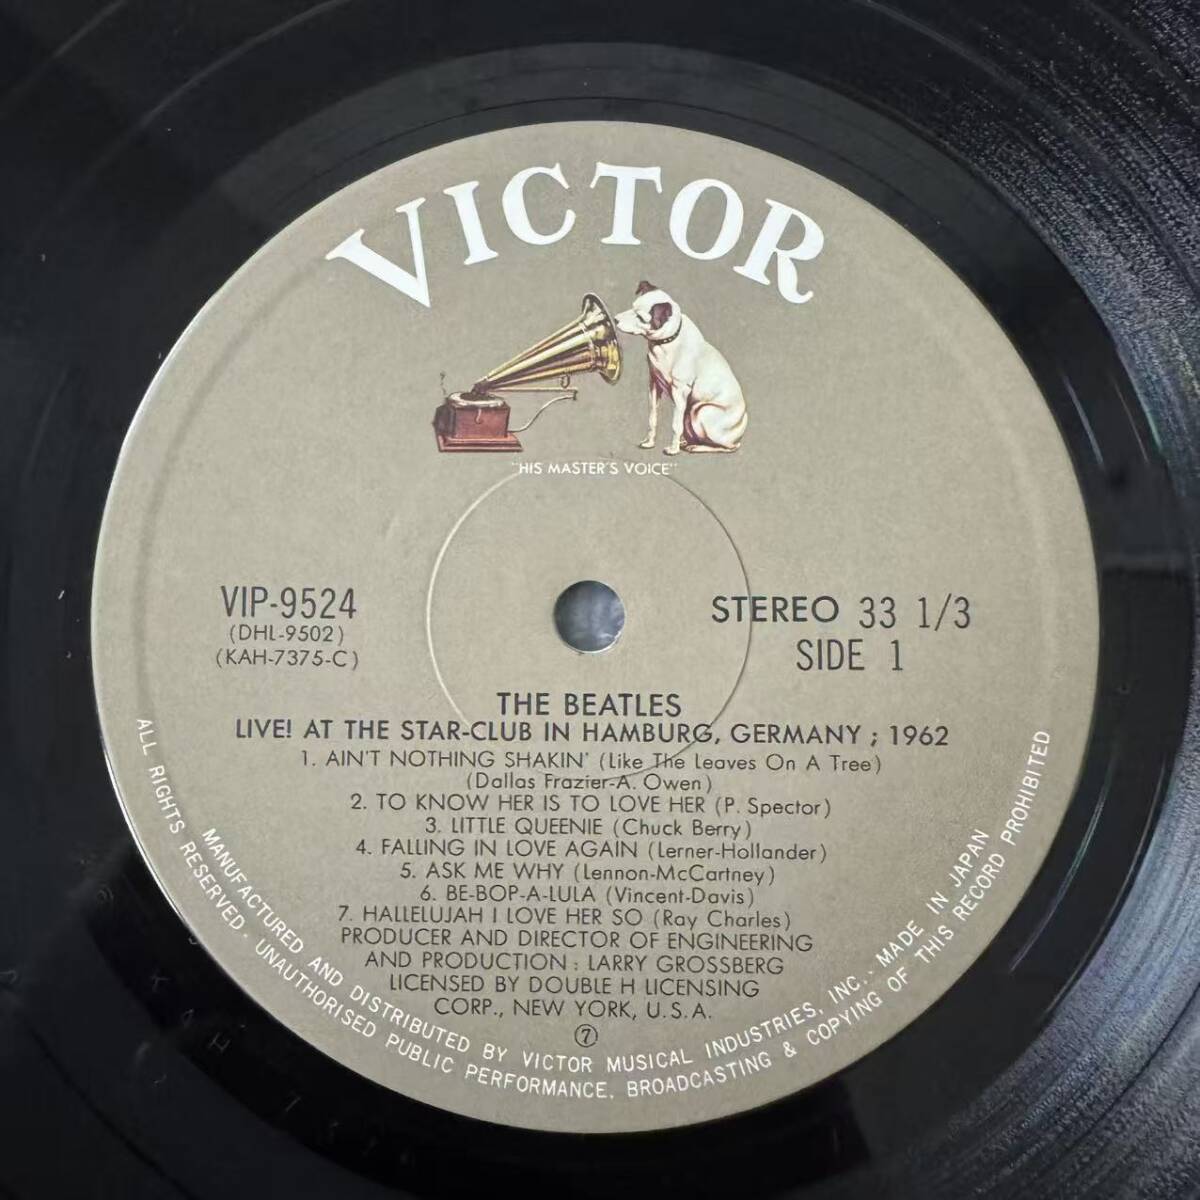 VICTOR
"HIS MASTER'S VOICE"
VIP-9524
(DHL-9502)
(KAH-7375-C)
STEREO 33 1/3
SIDE 1
THE BEATLES
LIVE! AT THE STAR-CLUB IN HAMBURG, GERMANY ; 1962
1. AIN'T NOTHING SHAKIN' (Like The Leaves On A Tree)
(Dallas Frazier-A. Owen)
2. TO KNOW HER IS TO LOVE HER (P. Spector)
3. LITTLE QUEENIE (Chuck Berry)
4. FALLING IN LOVE AGAIN (Lerner-Hollander)
5. ASK ME WHY (Lennon-McCartney)
6. BE-BOP-A-LULA (Vincent-Davis)
7. HALLELUJAH I LOVE HER SO (Ray Charles)
PRODUCER AND DIRECTOR OF ENGINEERING
AND PRODUCTION : LARRY GROSSBERG
LICENSED BY DOUBLE H LICENSING
CORP., NEW YORK, U.S.A.
7
MANUFACTURED AND DISTRIBUTED BY VICTOR MUSICAL INDUSTRIES, INC. · MADE IN JAPAN
ALL RIGHTS RESERVED · UNAUTHORISED PUBLIC PERFORMANCE, BROADCASTING & COPYING OF THIS RECORD PROHIBITED